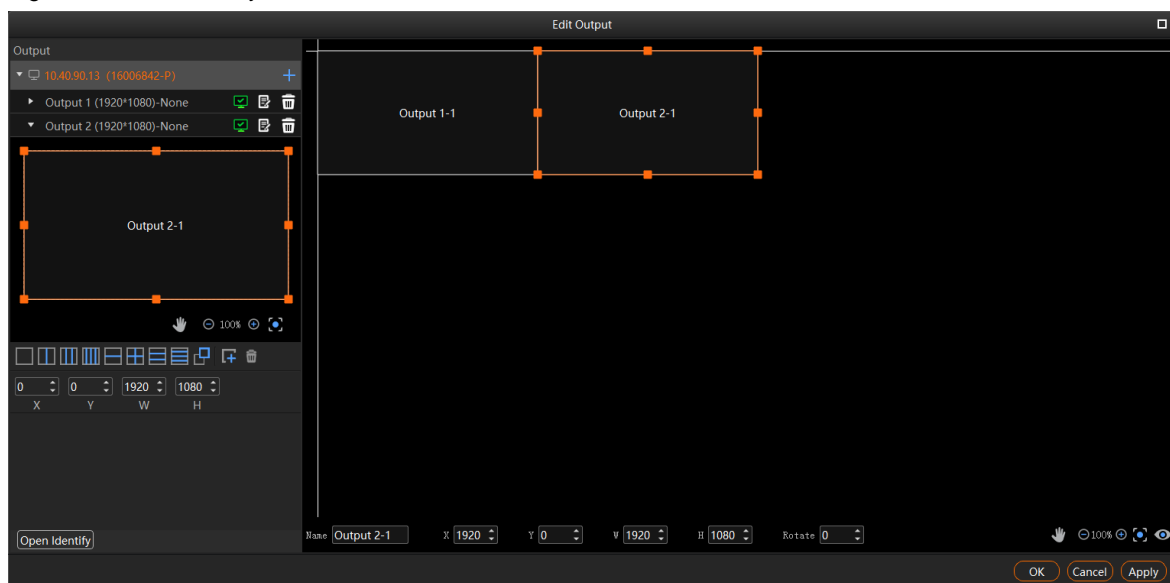 Edit Output
Output
10.40.90.13 (16006842-P)
Output 1 (1920*1080)-None
Output 2 (1920*1080)-None
Output 2-1
100%
0 0 1920 1080
X Y W H
Open Identify
Output 1-1
Output 2-1
Name Output 2-1 X 1920 Y 0 W 1920 H 1080 Rotate 0 100%
OK Cancel Apply